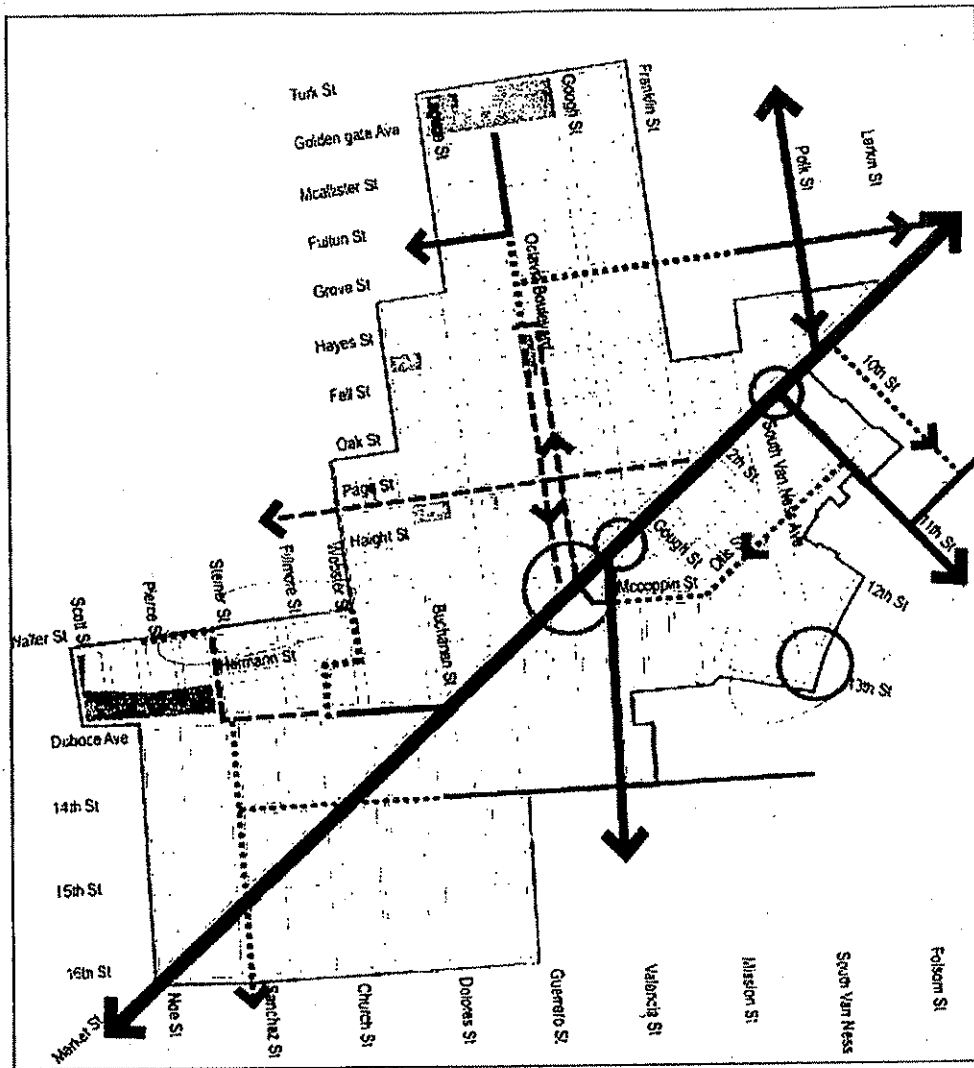 Turk St
Golden gate Ave
Mcallister St
Fulton St
Grove St
Hayes St
Fell St
Oak St
Page St
Haight St
Gough St
Franklin St
Polk St
Larkin St
Octavia Boulevard
10th St
11th St
South Van Ness Ave
12th St
Gough St
Otis St
Mccoppin St
13th St
Scott St
Pierce St
Steiner St
Fillmore St
Webster St
Buchanan St
Waller St
Hermann St
Duboce Ave
14th St
15th St
16th St
Market St
Noe St
Sanchaz St
Church St
Dolores St
Guerrero St
Valencia St
Mission St
South Van Ness
Folsom St